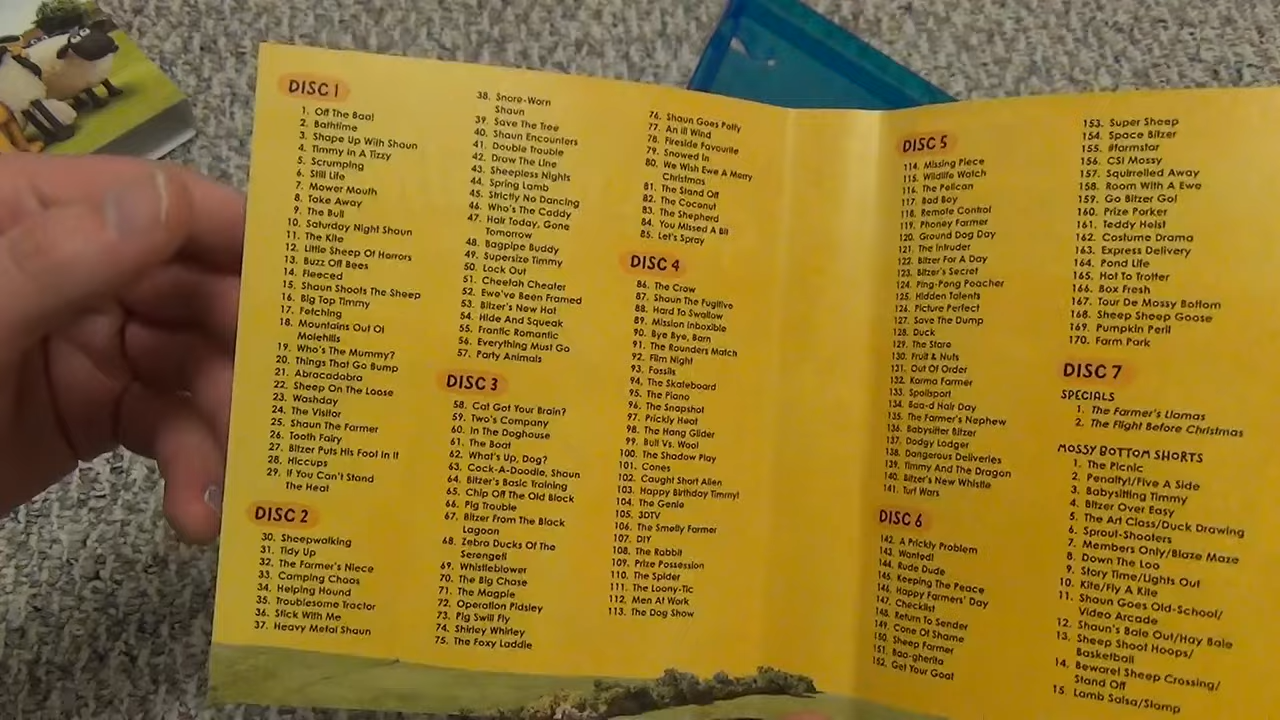 DISC 1
1. Off The Baa!
2. Bathtime
3. Shape Up With Shaun
4. Timmy In A Tizzy
5. Scrumping
6. Still Life
7. Mower Mouth
8. Take Away
9. The Bull
10. Saturday Night Shaun
11. The Kite
12. Little Sheep Of Horrors
13. Buzz Off Bees
14. Fleeced
15. Shaun Shoots The Sheep
16. Big Top Timmy
17. Fetching
18. Mountains Out Of
Molehills
19. Who's The Mummy?
20. Things That Go Bump
21. Abracadabra
22. Sheep On The Loose
23. Washday
24. The Visitor
25. Shaun The Farmer
26. Tooth Fairy
27. Bitzer Puts His Foot In It
28. Hiccups
29. If You Can't Stand
The Heat
DISC 2
30. Sheepwalking
31. Tidy Up
32. The Farmer's Niece
33. Camping Chaos
34. Helping Hound
35. Troublesome Tractor
36. Stick With Me
37. Heavy Metal Shaun
38. Snore-Worn
Shaun
39. Save The Tree
40. Shaun Encounters
41. Double Trouble
42. Draw The Line
43. Sheepless Nights
44. Spring Lamb
45. Strictly No Dancing
46. Who's The Caddy
47. Hair Today, Gone
Tomorrow
48. Bagpipe Buddy
49. Supersize Timmy
50. Lock Out
51. Cheetah Cheater
52. Ewe've Been Framed
53. Bitzer's New Hat
54. Hide And Squeak
55. Frantic Romantic
56. Everything Must Go
57. Party Animals
DISC 3
58. Cat Got Your Brain?
59. Two's Company
60. In The Doghouse
61. The Boat
62. What's Up, Dog?
63. Cock-A-Doodle, Shaun
64. Bitzer's Basic Training
65. Chip Off The Old Block
66. Pig Trouble
67. Bitzer From The Black
Lagoon
68. Zebra Ducks Of The
Serengeti
69. Whistleblower
70. The Big Chase
71. The Magpie
72. Operation Pidsley
73. Pig Swill Fly
74. Shirley Whirley
75. The Foxy Laddie
76. Shaun Goes Potty
77. An Ill Wind
78. Fireside Favourite
79. Snowed In
80. We Wish Ewe A Merry
Christmas
81. The Stand Off
82. The Coconut
83. The Shepherd
84. You Missed A Bit
85. Let's Spray
DISC 4
86. The Crow
87. Shaun The Fugitive
88. Hard To Swallow
89. Mission Inboxible
90. Bye Bye, Barn
91. The Rounders Match
92. Film Night
93. Fossils
94. The Skateboard
95. The Piano
96. The Snapshot
97. Prickly Heat
98. The Hang Glider
99. Bull Vs. Wool
100. The Shadow Play
101. Cones
102. Caught Short Alien
103. Happy Birthday Timmy!
104. The Genie
105. 3DTV
106. The Smelly Farmer
107. DIY
108. The Rabbit
109. Prize Possession
110. The Spider
111. The Loony-Tic
112. Men At Work
113. The Dog Show
DISC 5
114. Missing Piece
115. Wildlife Watch
116. The Pelican
117. Bad Boy
118. Remote Control
119. Phoney Farmer
120. Ground Dog Day
121. The Intruder
122. Bitzer For A Day
123. Bitzer's Secret
124. Ping-Pong Poacher
125. Hidden Talents
126. Picture Perfect
127. Save The Dump
128. Duck
129. The Stare
130. Fruit & Nuts
131. Out Of Order
132. Karma Farmer
133. Spoilsport
134. Baa-d Hair Day
135. The Farmer's Nephew
136. Babysitter Bitzer
137. Dodgy Lodger
138. Dangerous Deliveries
139. Timmy And The Dragon
140. Bitzer's New Whistle
141. Turf Wars
DISC 6
142. A Prickly Problem
143. Wanted!
144. Rude Dude
145. Keeping The Peace
146. Happy Farmers' Day
147. Checklist
148. Return To Sender
149. Cone Of Shame
150. Sheep Farmer
151. Baa-gherita
152. Get Your Goat
153. Super Sheep
154. Space Bitzer
155. #farmstar
156. CSI Mossy
157. Squirrelled Away
158. Room With A Ewe
159. Go Bitzer Go!
160. Prize Porker
161. Teddy Heist
162. Costume Drama
163. Express Delivery
164. Pond Life
165. Hot To Trotter
166. Box Fresh
167. Tour De Mossy Bottom
168. Sheep Sheep Goose
169. Pumpkin Peril
170. Farm Park
DISC 7
SPECIALS
1. The Farmer's Llamas
2. The Flight Before Christmas
MOSSY BOTTOM SHORTS
1. The Picnic
2. Penalty!/Five A Side
3. Babysitting Timmy
4. Bitzer Over Easy
5. The Art Class/Duck Drawing
6. Sprout-Shooters
7. Members Only/Blaze Maze
8. Down The Loo
9. Story Time/Lights Out
10. Kite/Fly A Kite
11. Shaun Goes Old-School/
Video Arcade
12. Shaun's Bale Out/Hay Bale
13. Sheep Shoot Hoops/
Basketball
14. Beware! Sheep Crossing/
Stand Off
15. Lamb Salsa/Stomp